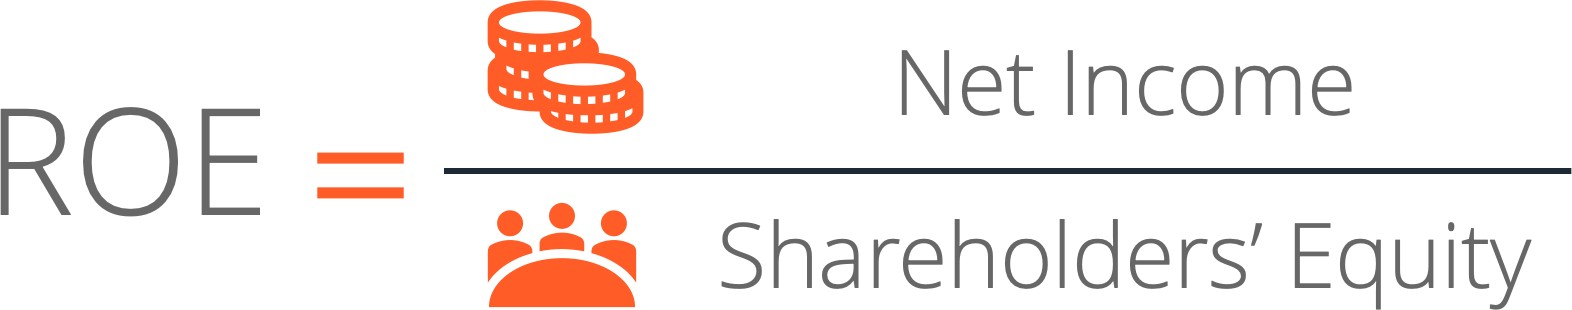 ROE =
Net Income
Shareholders’ Equity